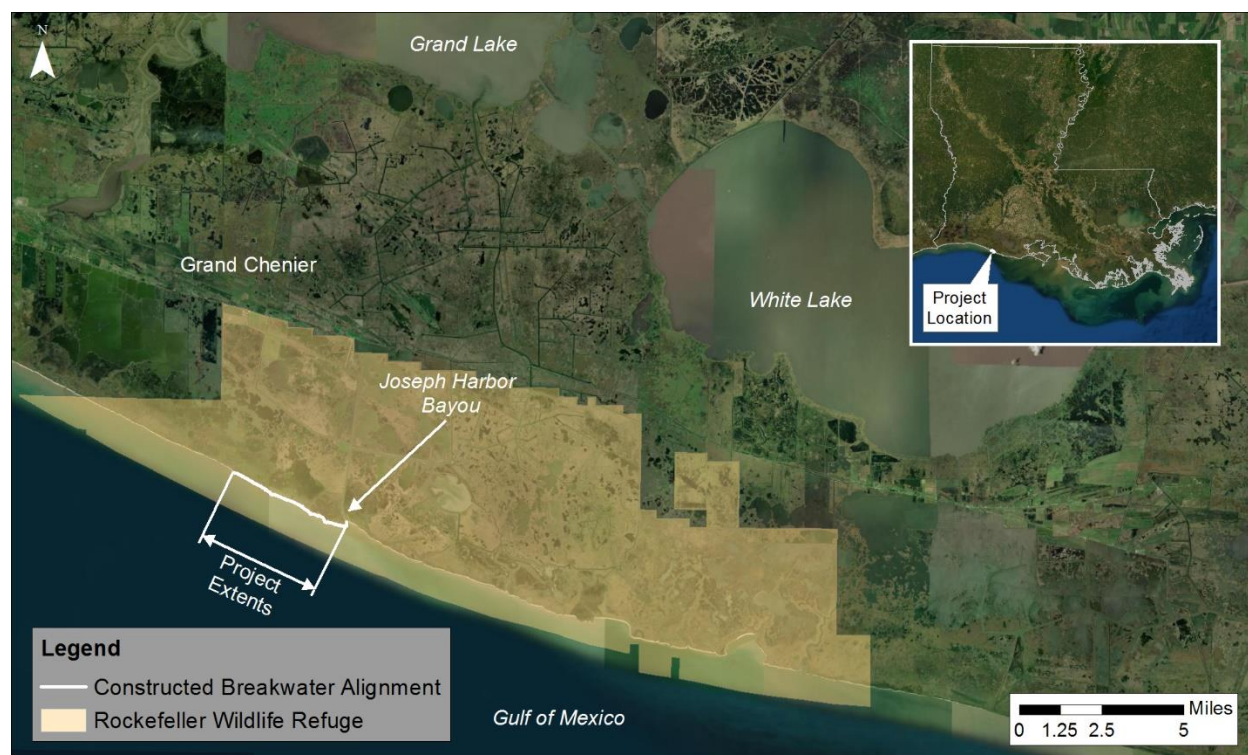 N
Grand Lake
Grand Chenier
White Lake
Project
Location
Joseph Harbor
Bayou
Project
Extents
Legend
Constructed Breakwater Alignment
Rockefeller Wildlife Refuge
Gulf of Mexico
Miles
0 1.25 2.5 5